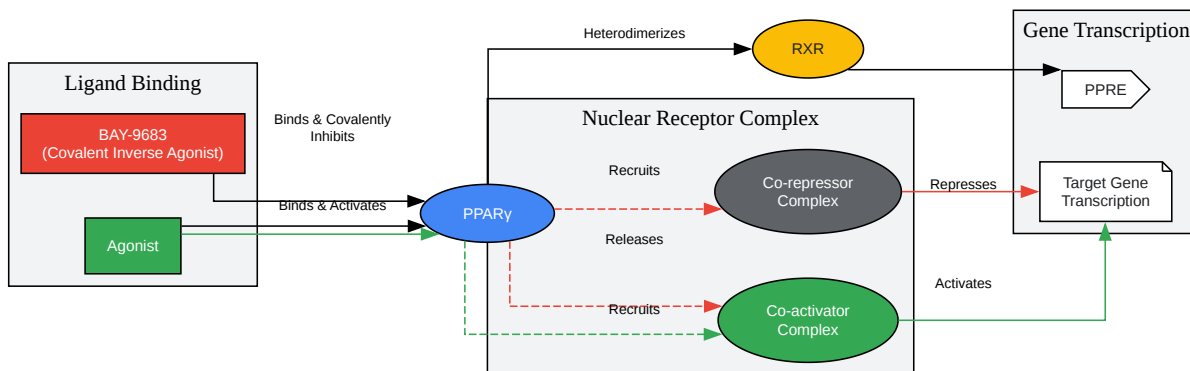 Ligand Binding
BAY-9683
(Covalent Inverse Agonist)
Agonist
Binds & Covalently
Inhibits
Binds & Activates
PPARγ
Heterodimerizes
RXR
Nuclear Receptor Complex
Recruits
Co-repressor
Complex
Releases
Recruits
Co-activator
Complex
Represses
Activates
Gene Transcription
PPRE
Target Gene
Transcription